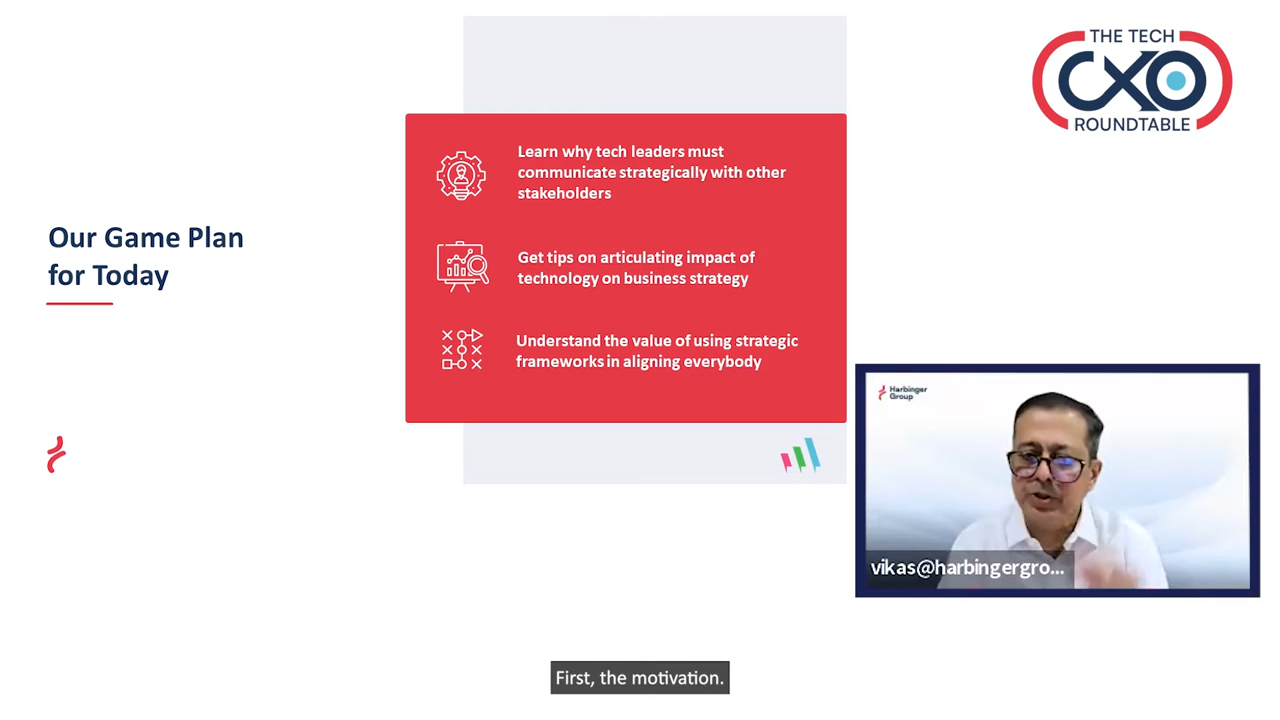 THE TECH
CXO
ROUNDTABLE
Our Game Plan
for Today
Learn why tech leaders must
communicate strategically with other
stakeholders
Get tips on articulating impact of
technology on business strategy
Understand the value of using strategic
frameworks in aligning everybody
Harbinger
Group
vikas@harbingergro...
First, the motivation.